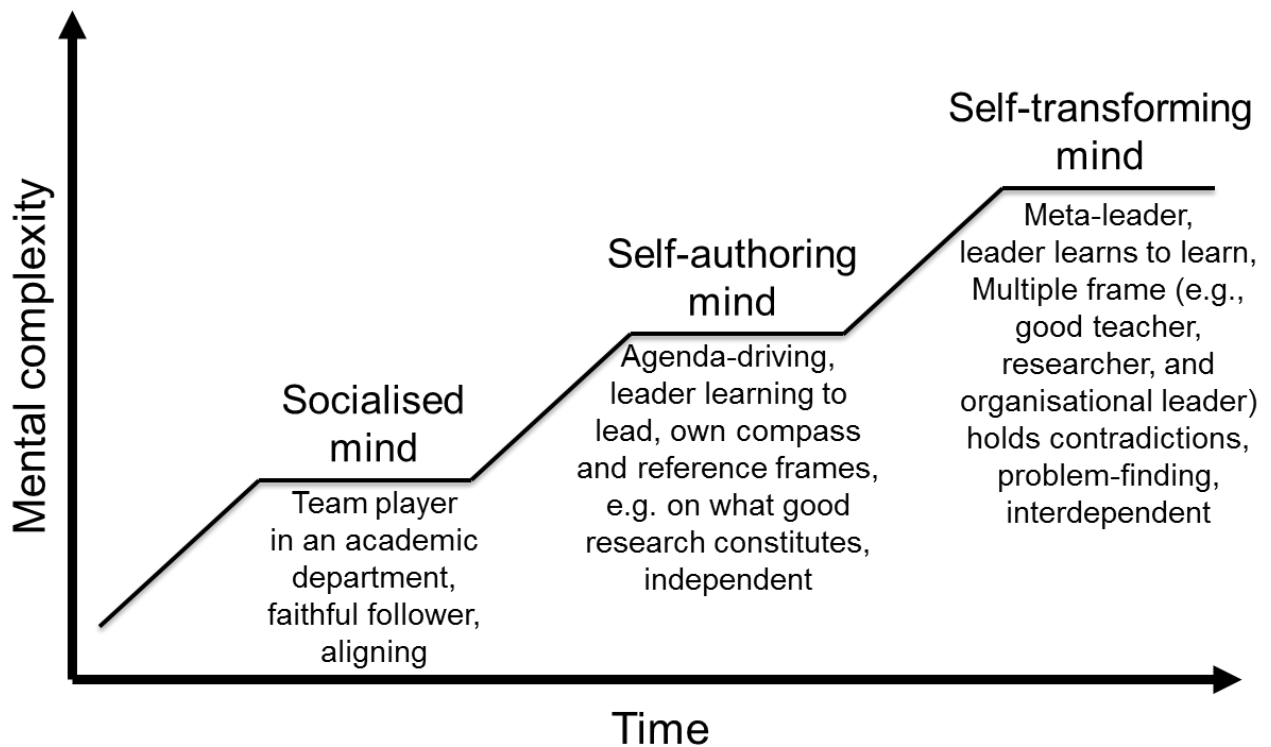 Mental complexity
Socialised
mind
Team player
in an academic
department,
faithful follower,
aligning
Self-authoring
mind
Agenda-driving,
leader learning to
lead, own compass
and reference frames,
e.g. on what good
research constitutes,
independent
Self-transforming
mind
Meta-leader,
leader learns to learn,
Multiple frame (e.g.,
good teacher,
researcher, and
organisational leader)
holds contradictions,
problem-finding,
interdependent
Time